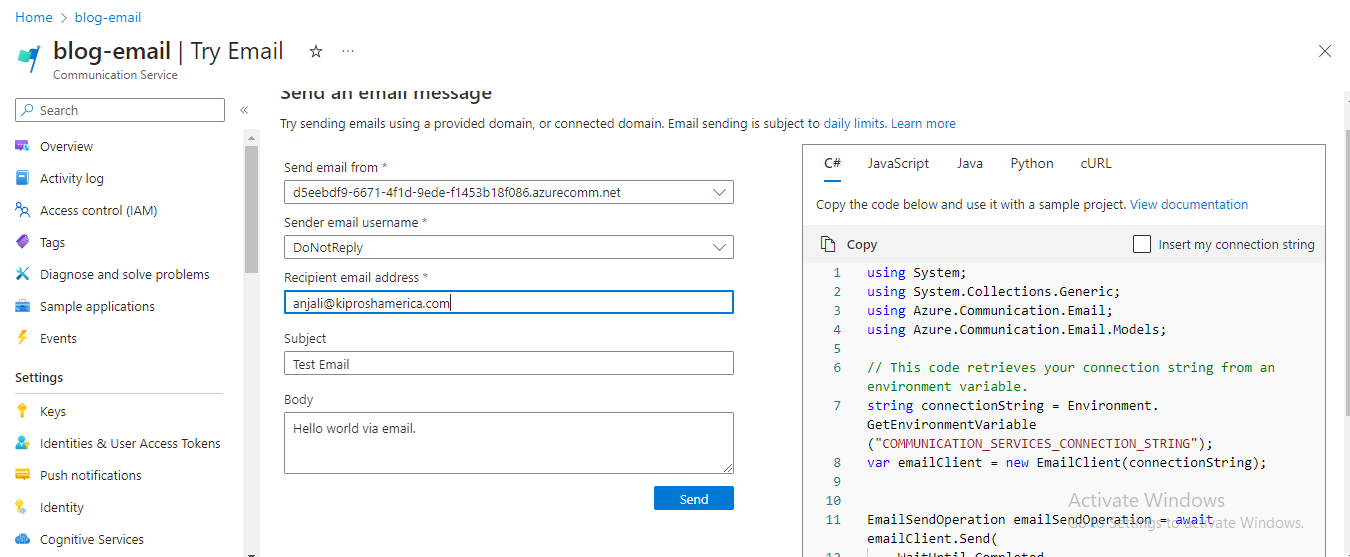 Home > blog-email
blog-email | Try Email
Communication Service
Search
Overview
Activity log
Access control (IAM)
Tags
Diagnose and solve problems
Sample applications
Events
Settings
Keys
Identities & User Access Tokens
Push notifications
Identity
Cognitive Services
Send an email message
Try sending emails using a provided domain, or connected domain. Email sending is subject to daily limits. Learn more
Send email from *
d5eebdf9-6671-4f1d-9ede-f1453b18f086.azurecomm.net
Sender email username *
DoNotReply
Recipient email address *
anjali@kiproshamerica.com
Subject
Test Email
Body
Hello world via email.
Send
C# JavaScript Java Python cURL
Copy the code below and use it with a sample project. View documentation
Copy Insert my connection string
1 using System;
2 using System.Collections.Generic;
3 using Azure.Communication.Email;
4 using Azure.Communication.Email.Models;
5
6 // This code retrieves your connection string from an
environment variable.
7 string connectionString = Environment.
GetEnvironmentVariable
("COMMUNICATION_SERVICES_CONNECTION_STRING");
8 var emailClient = new EmailClient(connectionString);
9
10
11 EmailSendOperation emailSendOperation = await
emailClient.Send(
12 WaitUntil.Completed
Activate Windows
Go to Settings to activate Windows.